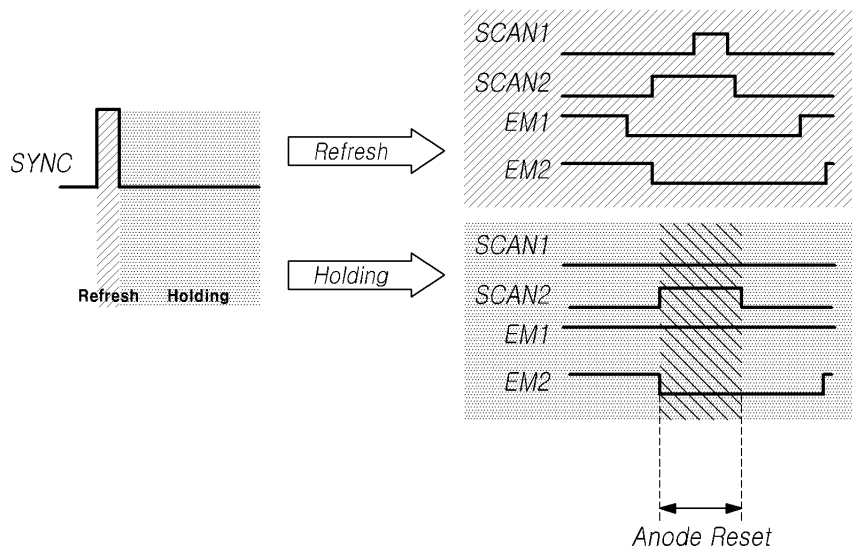 SYNC
Refresh Holding
Refresh
Holding
SCAN1
SCAN2
EM1
EM2
SCAN1
SCAN2
EM1
EM2
Anode Reset